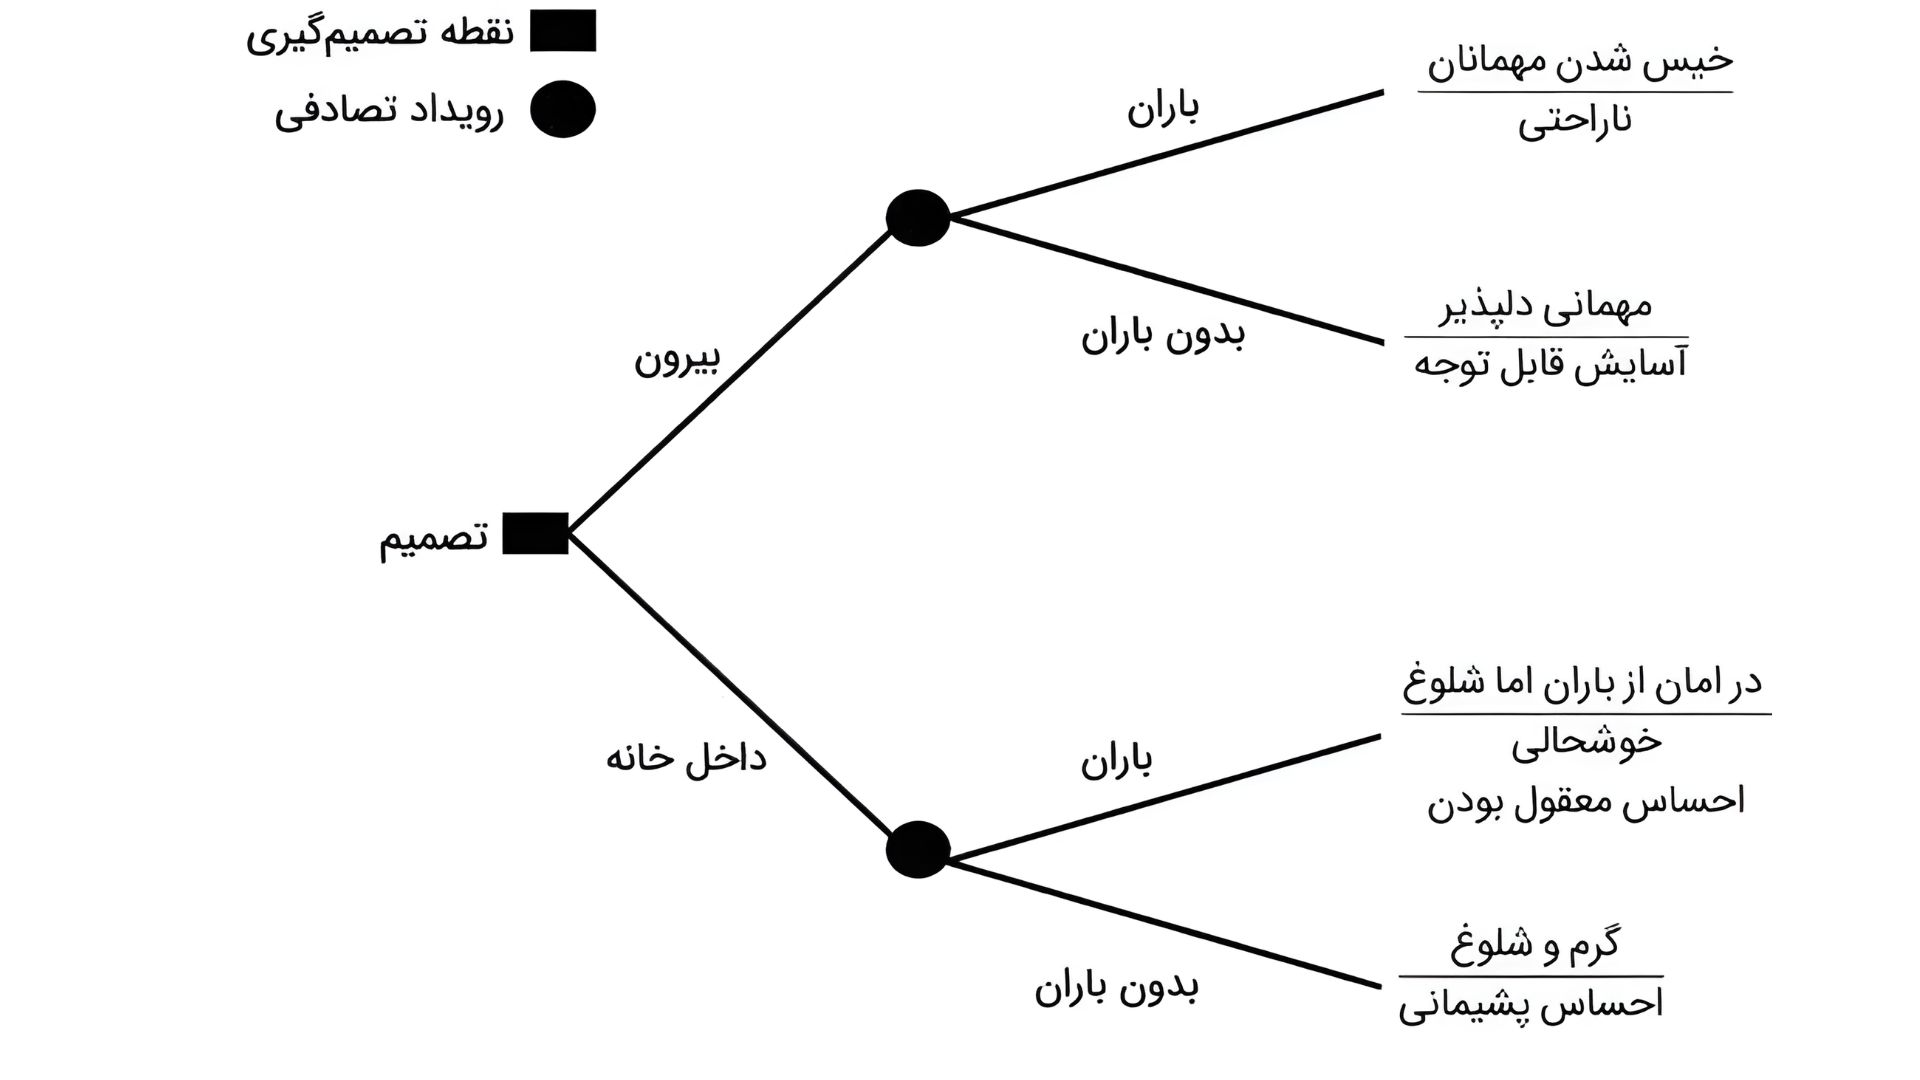 نقطه تصمیم‌گیری
رویداد تصادفی
باران
خیس شدن مهمانان
ناراحتی
بدون باران
مهمانی دلپذیر
آسایش قابل توجه
بیرون
تصمیم
داخل خانه
باران
در امان از باران اما شلوغ
خوشحالی
احساس معقول بودن
بدون باران
گرم و شلوغ
احساس پشیمانی